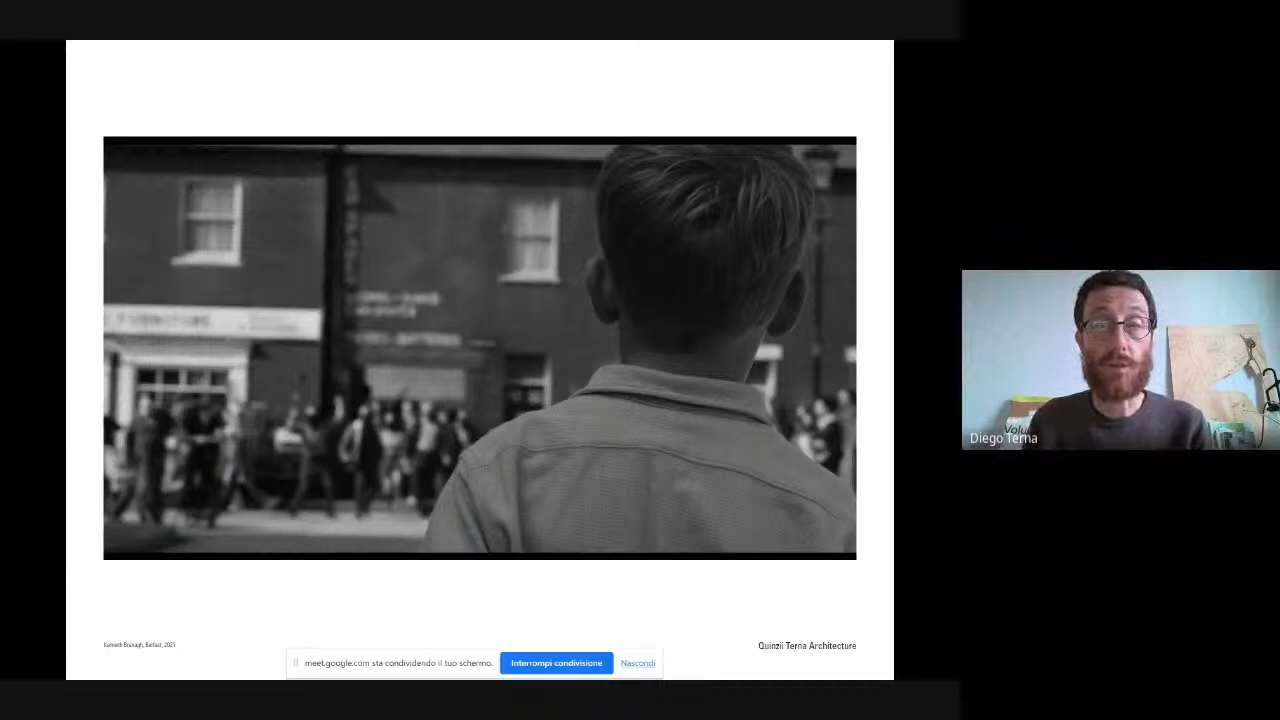 FURNITURE
Kenneth Branagh, Belfast, 2021
Quinzii Terna Architecture
meet.google.com sta condividendo il tuo schermo.
Interrompi condivisione
Nascondi
Volu
Diego Terna